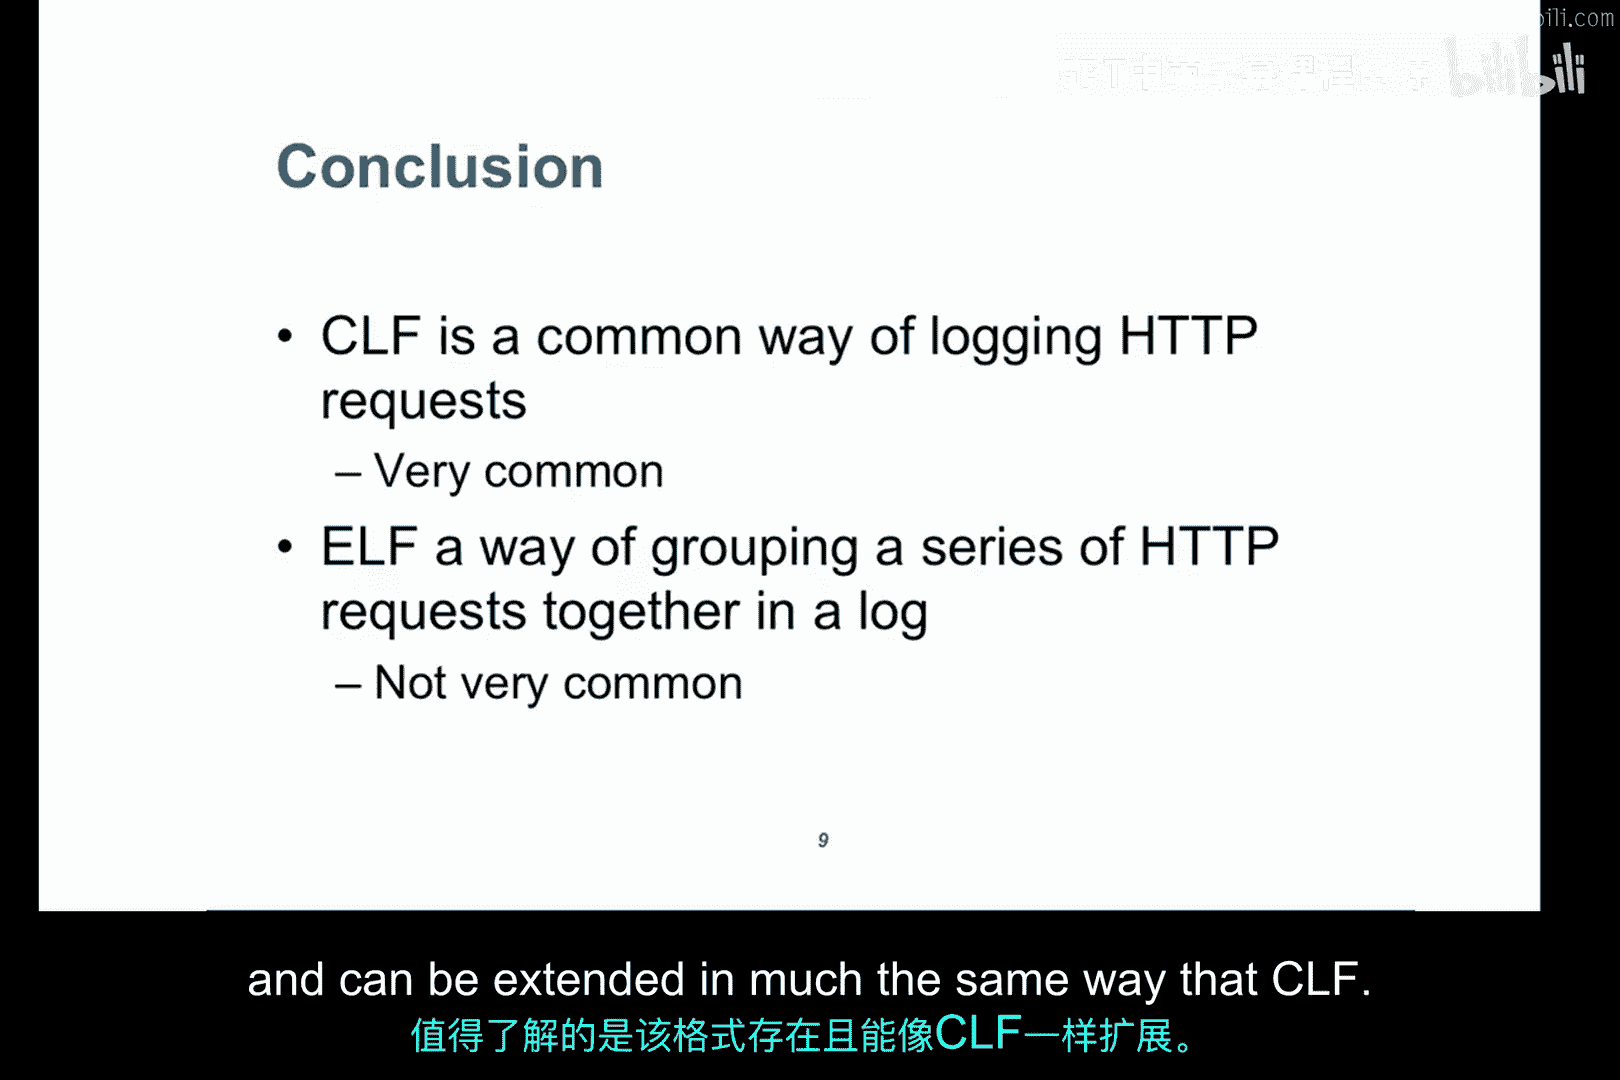 bili.com
bilibili
Conclusion
• CLF is a common way of logging HTTP
requests
– Very common
• ELF a way of grouping a series of HTTP
requests together in a log
– Not very common
9
and can be extended in much the same way that CLF.
值得了解的是该格式存在且能像CLF一样扩展。